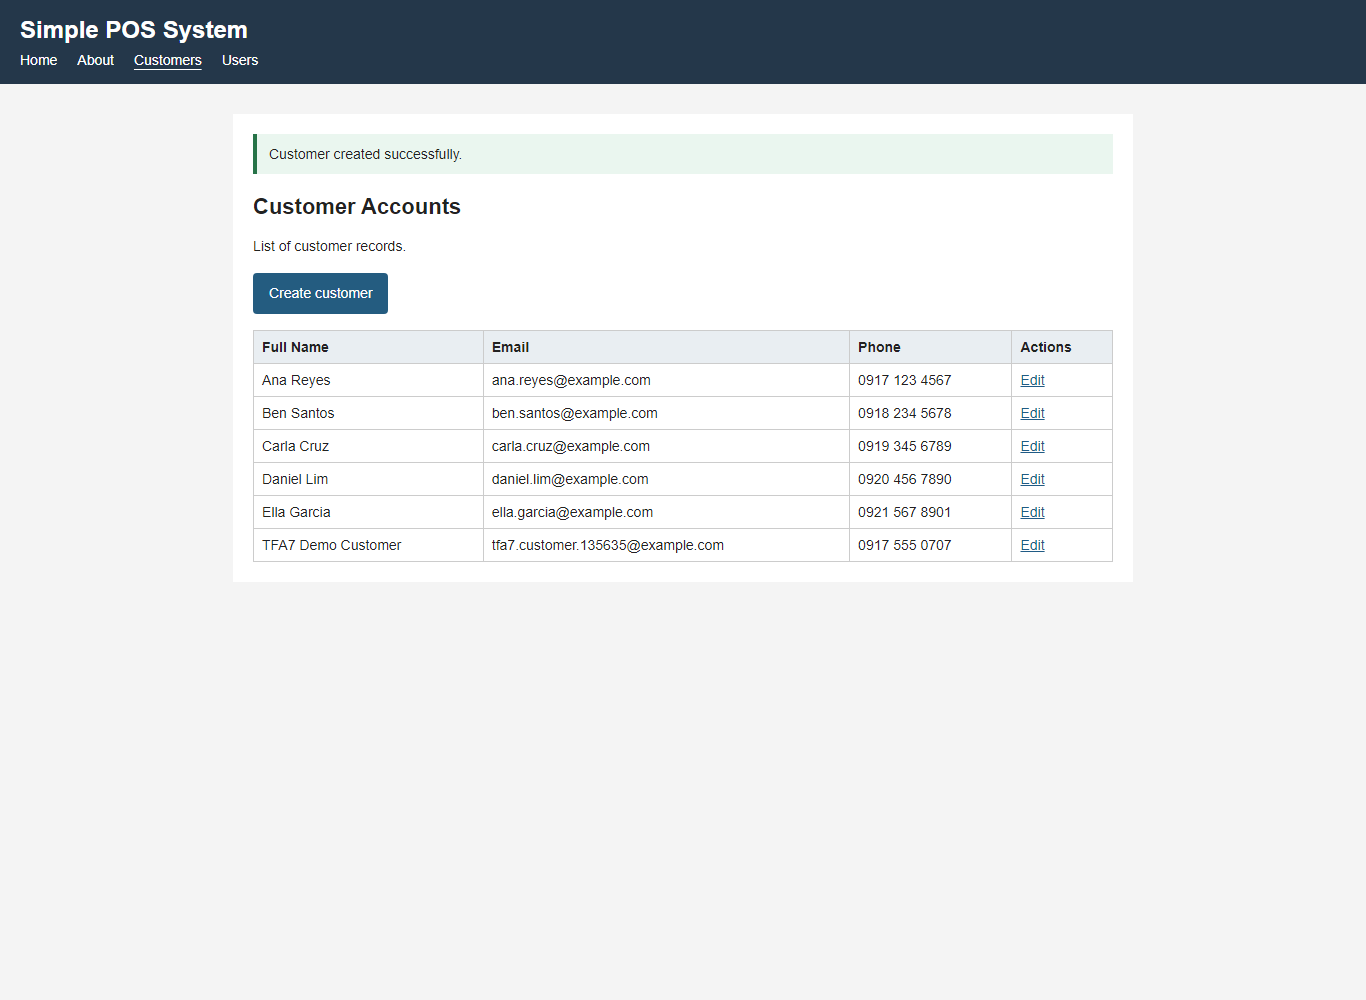 Simple POS System
Home About Customers Users
Customer created successfully.
Customer Accounts
List of customer records.
Create customer
Full Name Email Phone Actions
Ana Reyes ana.reyes@example.com 0917 123 4567 Edit
Ben Santos ben.santos@example.com 0918 234 5678 Edit
Carla Cruz carla.cruz@example.com 0919 345 6789 Edit
Daniel Lim daniel.lim@example.com 0920 456 7890 Edit
Ella Garcia ella.garcia@example.com 0921 567 8901 Edit
TFA7 Demo Customer tfa7.customer.135635@example.com 0917 555 0707 Edit